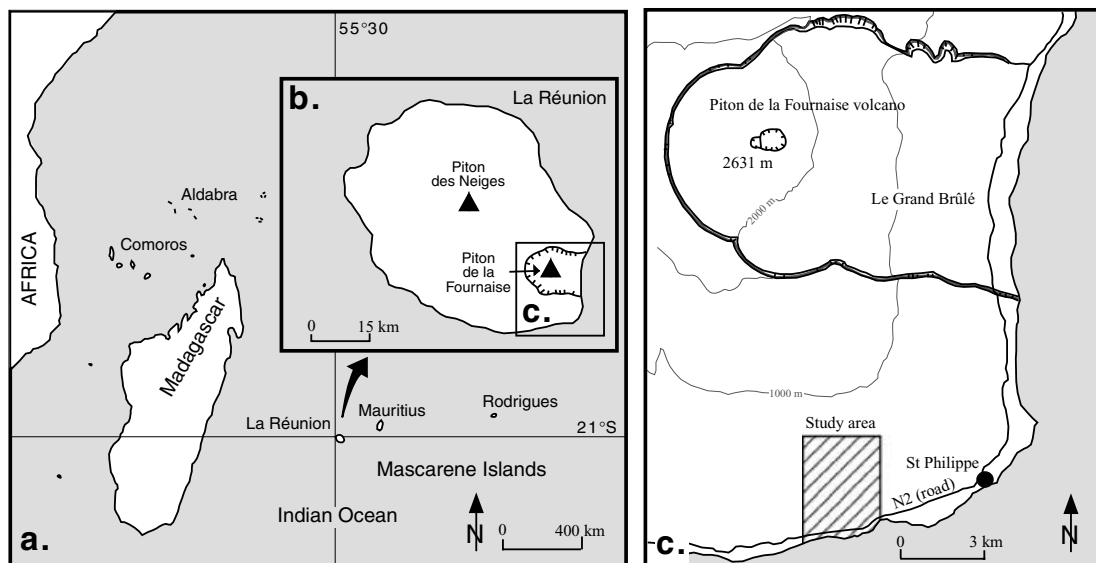 55°30
b.
La Réunion
Piton
des Neiges
Piton
de la
Fournaise
c.
0 15 km
AFRICA
Aldabra
Comoros
Madagascar
La Réunion
Mauritius
Rodrigues
21°S
Mascarene Islands
Indian Ocean
N
0 400 km
a.
Piton de la Fournaise volcano
2631 m
2000 m
Le Grand Brûlé
1000 m
Study area
St Philippe
N2 (road)
0 3 km
N
c.